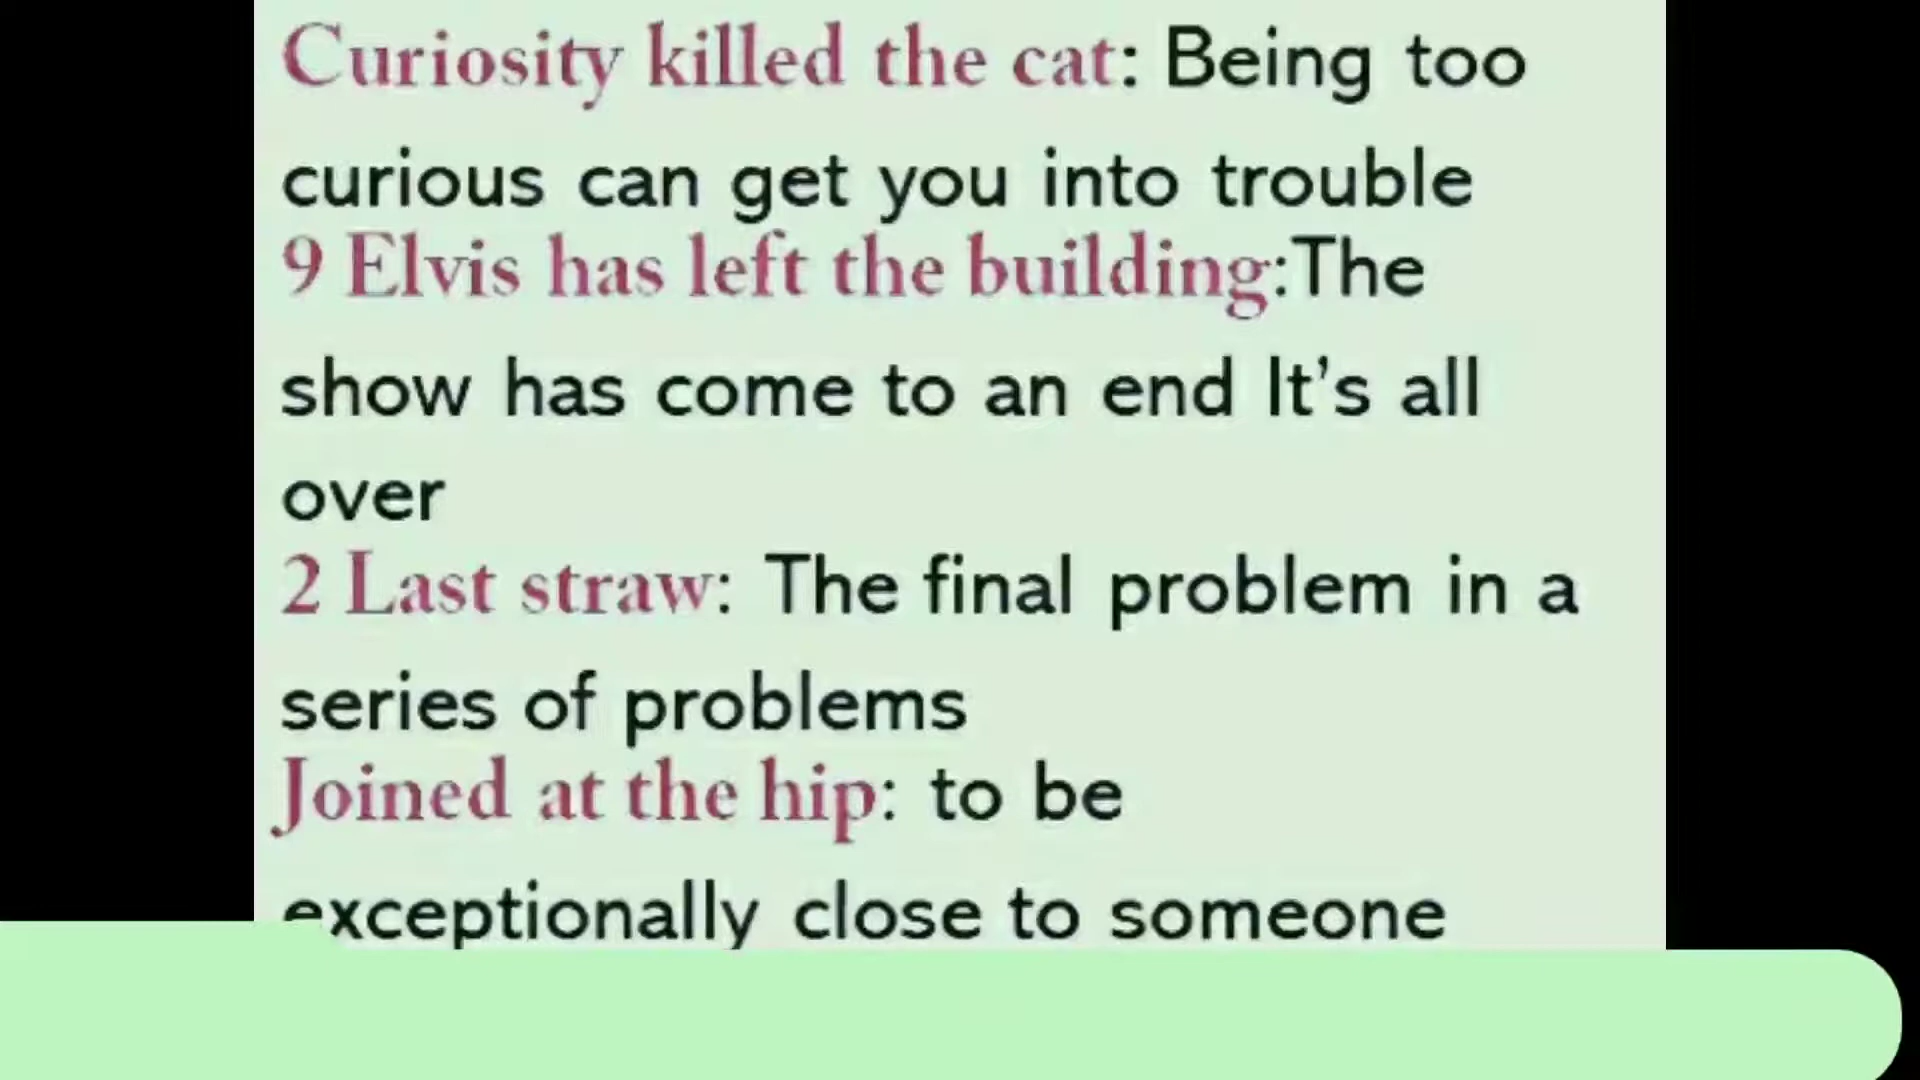 Curiosity killed the cat: Being too
curious can get you into trouble
9 Elvis has left the building:The
show has come to an end It's all
over
2 Last straw: The final problem in a
series of problems
Joined at the hip: to be
exceptionally close to someone